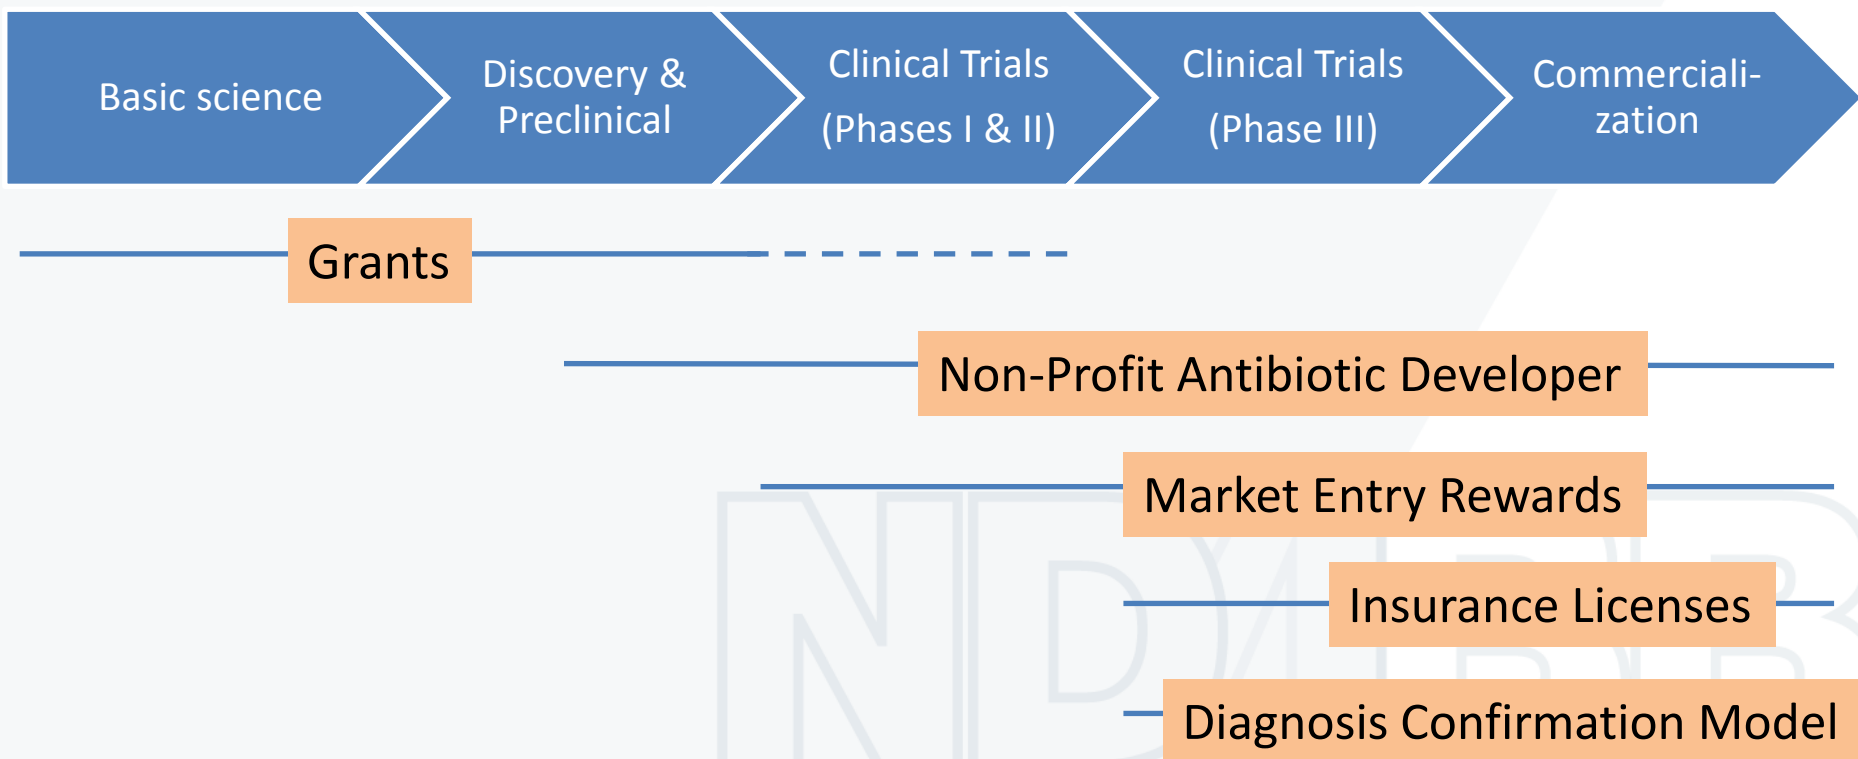 Basic science
Discovery &
Preclinical
Clinical Trials
(Phases I & II)
Clinical Trials
(Phase III)
Commerciali-
zation
Grants
Non-Profit Antibiotic Developer
Market Entry Rewards
Insurance Licenses
Diagnosis Confirmation Model